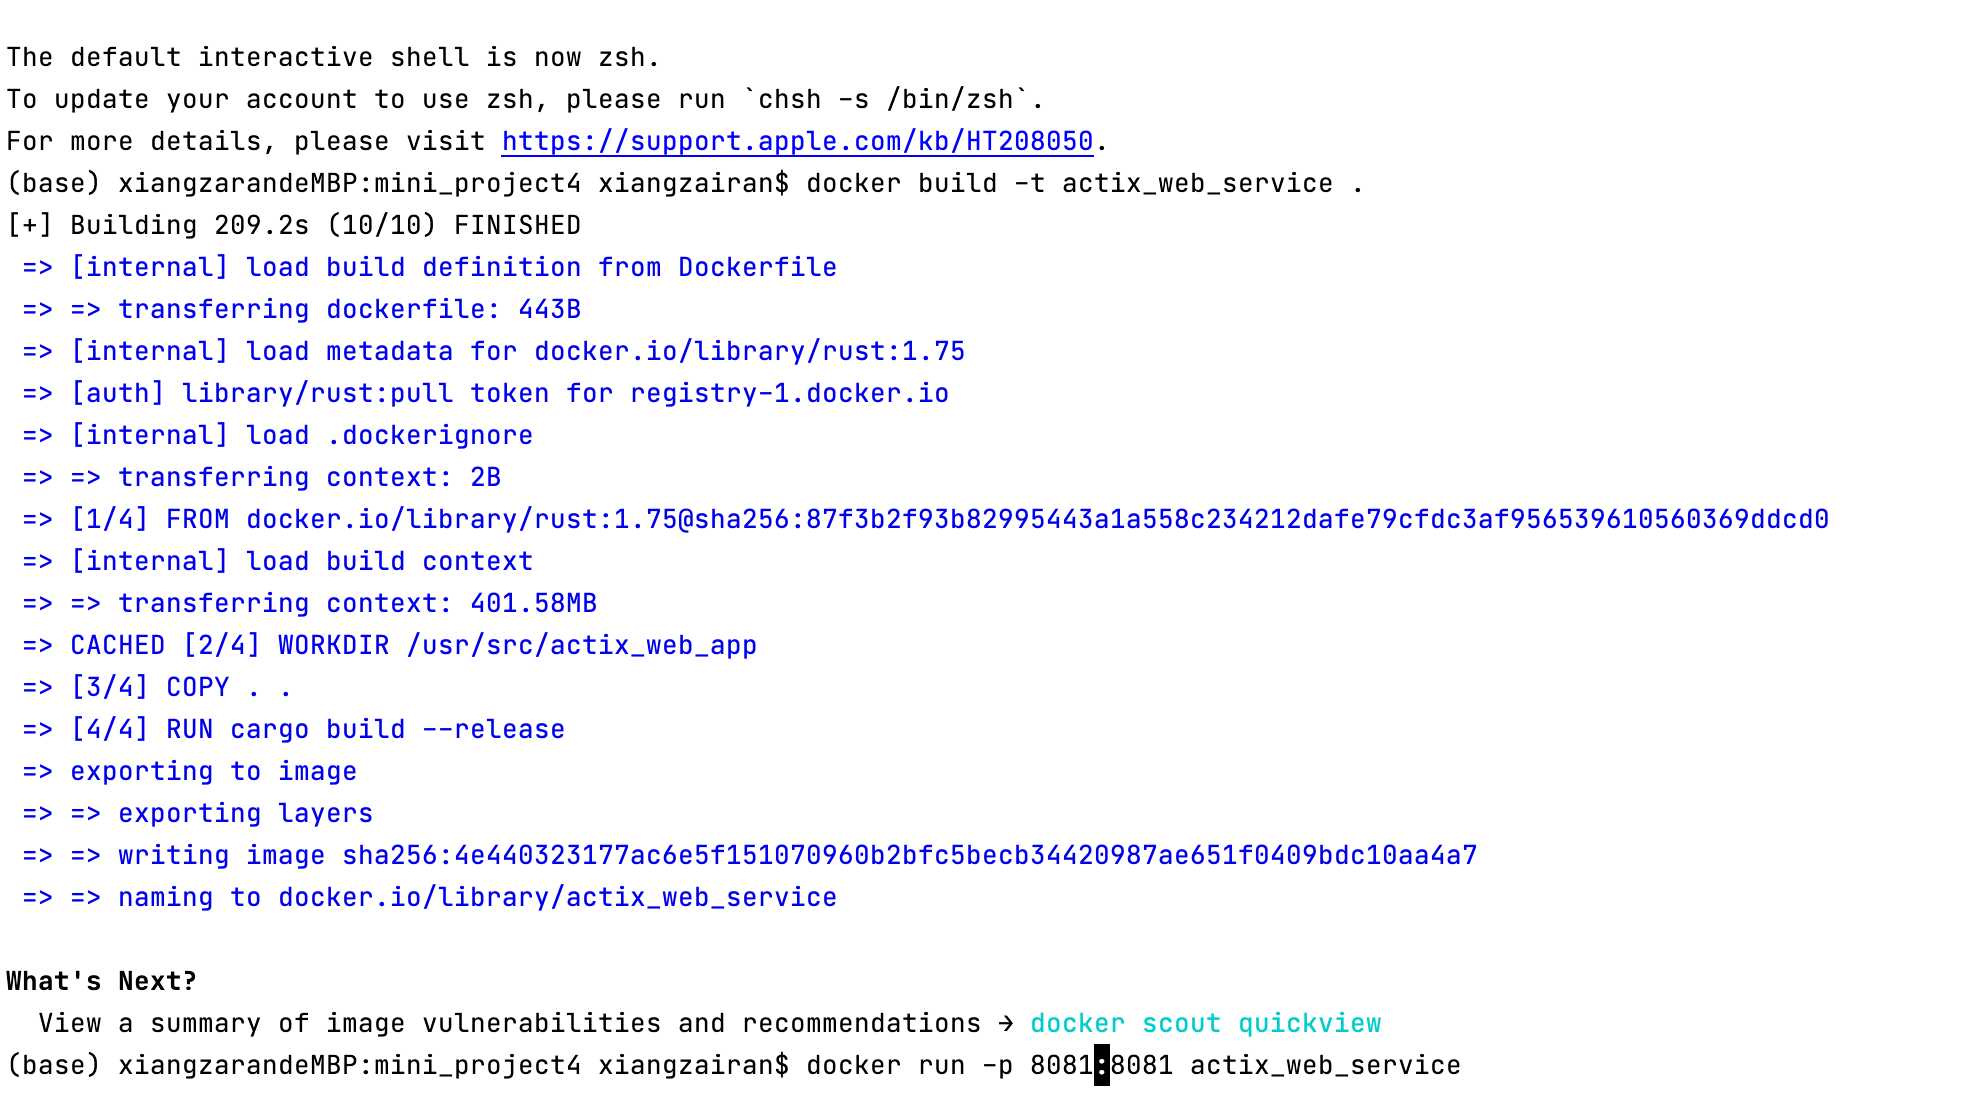 The default interactive shell is now zsh.
To update your account to use zsh, please run `chsh -s /bin/zsh`.
For more details, please visit https://support.apple.com/kb/HT208050.
(base) xiangzarandeMBP:mini_project4 xiangzairan$ docker build -t actix_web_service .
[+] Building 209.2s (10/10) FINISHED
 => [internal] load build definition from Dockerfile
 => => transferring dockerfile: 443B
 => [internal] load metadata for docker.io/library/rust:1.75
 => [auth] library/rust:pull token for registry-1.docker.io
 => [internal] load .dockerignore
 => => transferring context: 2B
 => [1/4] FROM docker.io/library/rust:1.75@sha256:87f3b2f93b82995443a1a558c234212dafe79cfdc3af956539610560369ddcd0
 => [internal] load build context
 => => transferring context: 401.58MB
 => CACHED [2/4] WORKDIR /usr/src/actix_web_app
 => [3/4] COPY . .
 => [4/4] RUN cargo build --release
 => exporting to image
 => => exporting layers
 => => writing image sha256:4e440323177ac6e5f151070960b2bfc5becb34420987ae651f0409bdc10aa4a7
 => => naming to docker.io/library/actix_web_service
What's Next?
  View a summary of image vulnerabilities and recommendations → docker scout quickview
(base) xiangzarandeMBP:mini_project4 xiangzairan$ docker run -p 8081:8081 actix_web_service